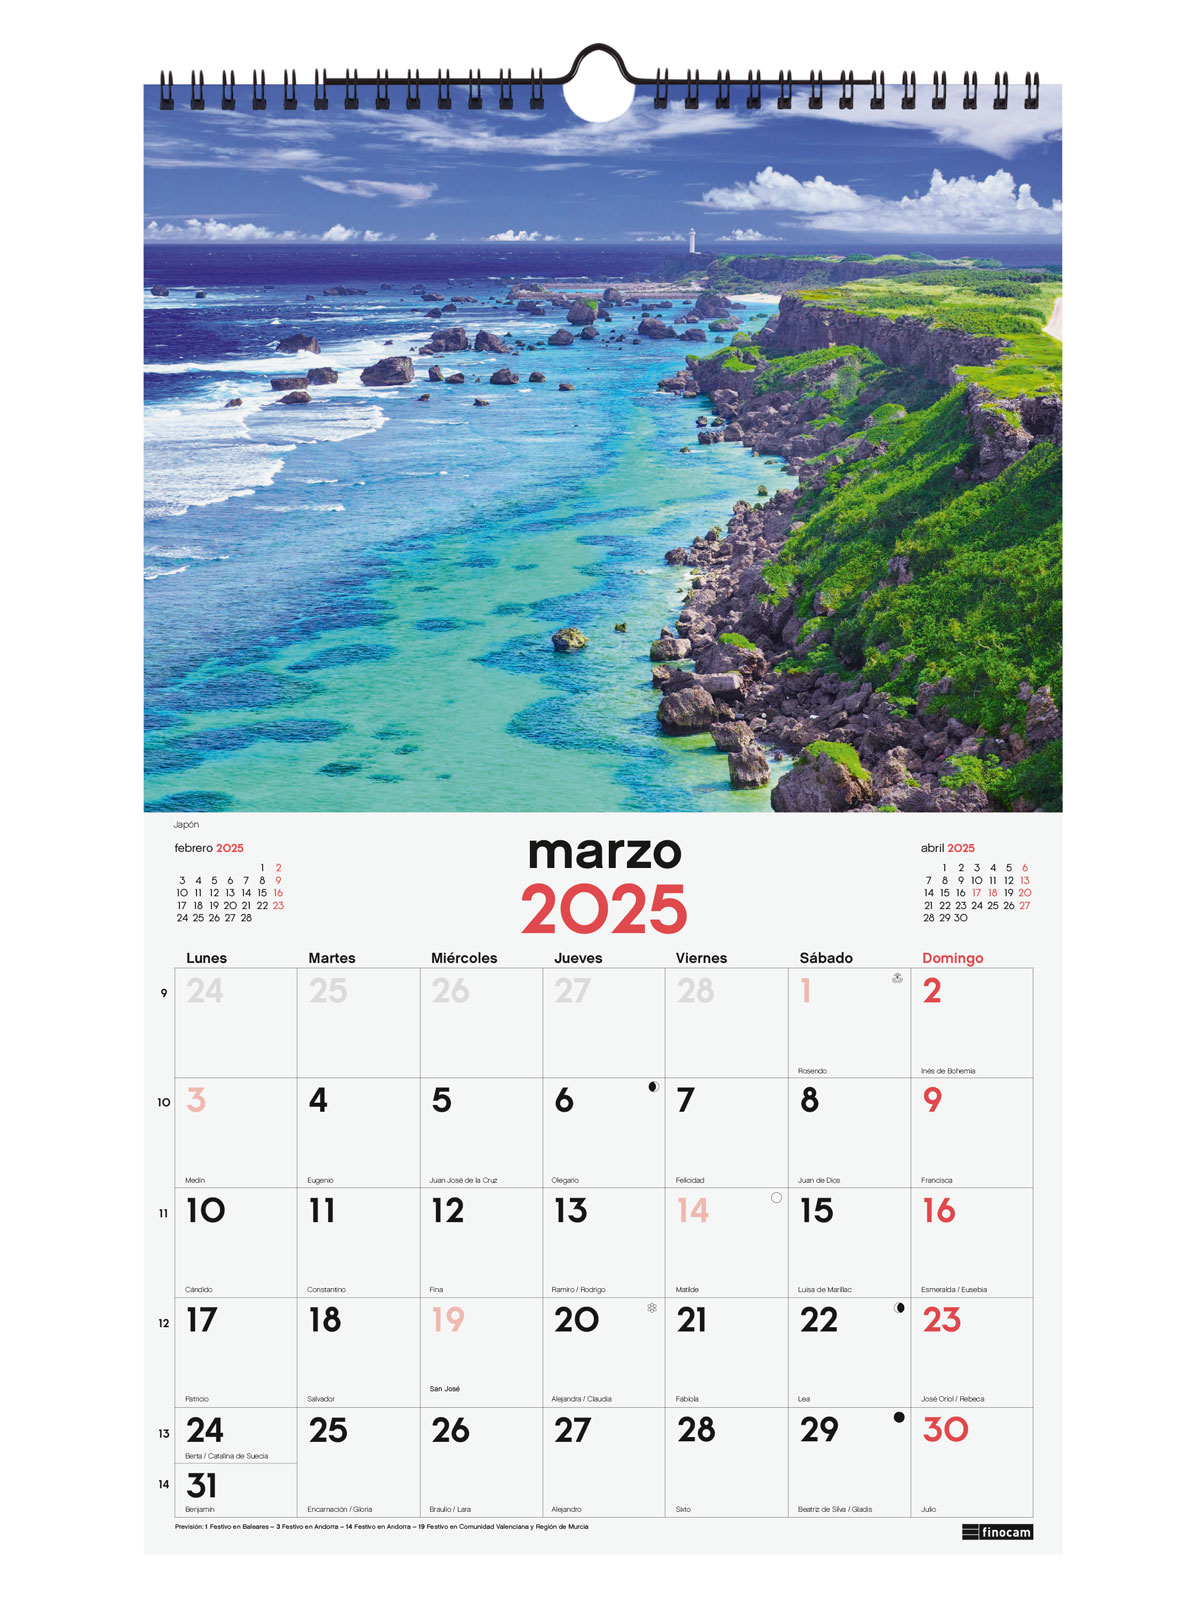 Japón
febrero 2025
1 2
3 4 5 6 7 8 9
10 11 12 13 14 15 16
17 18 19 20 21 22 23
24 25 26 27 28
marzo
2025
abril 2025
1 2 3 4 5 6
7 8 9 10 11 12 13
14 15 16 17 18 19 20
21 22 23 24 25 26 27
28 29 30
Lunes Martes Miércoles Jueves Viernes Sábado Domingo
9 24 25 26 27 28 1 2
Rosendo Inés de Bohemia
10 3 4 5 6 7 8 9
Medín Eugenio Juan José de la Cruz Olegario Felicidad Juan de Dios Francisca
11 10 11 12 13 14 15 16
Cándido Constantino Fina Ramiro / Rodrigo Matilde Luisa de Marillac Esmeralda / Eusebia
12 17 18 19 20 21 22 23
San José
Patricio Salvador Alejandra / Claudia Fabiola Lea José Oriol / Rebeca
13 24 25 26 27 28 29 30
Berta / Catalina de Suecia
14 31
Benjamín Encarnación / Gloria Braulio / Lara Alejandro Sixto Beatriz de Silva / Gladis Julio
Previsión: 1 Festivo en Baleares – 3 Festivo en Andorra – 14 Festivo en Andorra – 19 Festivo en Comunidad Valenciana y Región de Murcia
finocam